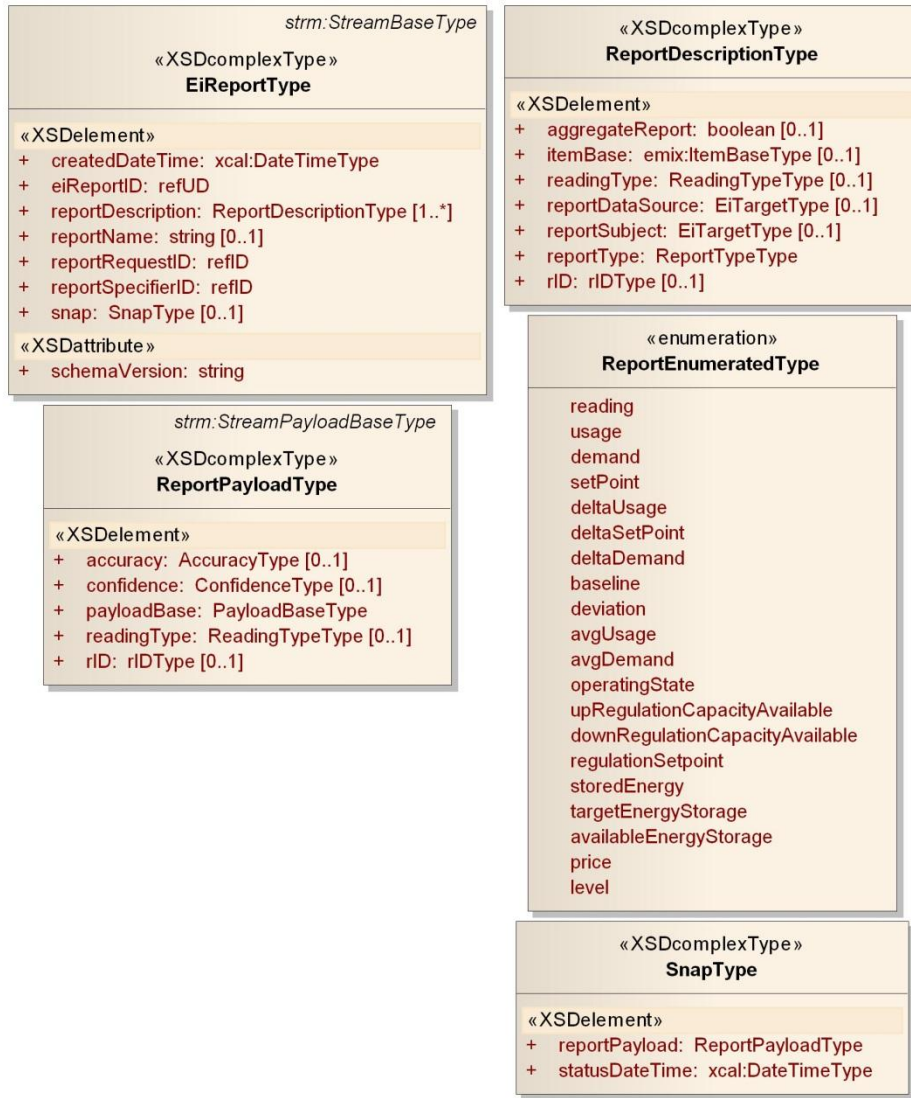 strm:StreamBaseType
«XSDcomplexType»
EiReportType
«XSDelement»
+ createdDateTime: xcal:DateTimeType
+ eiReportID: refUD
+ reportDescription: ReportDescriptionType [1..*]
+ reportName: string [0..1]
+ reportRequestID: refID
+ reportSpecifierID: refID
+ snap: SnapType [0..1]
«XSDattribute»
+ schemaVersion: string
«XSDcomplexType»
ReportDescriptionType
«XSDelement»
+ aggregateReport: boolean [0..1]
+ itemBase: emix:ItemBaseType [0..1]
+ readingType: ReadingTypeType [0..1]
+ reportDataSource: EiTargetType [0..1]
+ reportSubject: EiTargetType [0..1]
+ reportType: ReportTypeType
+ rID: rIDType [0..1]
strm:StreamPayloadBaseType
«XSDcomplexType»
ReportPayloadType
«XSDelement»
+ accuracy: AccuracyType [0..1]
+ confidence: ConfidenceType [0..1]
+ payloadBase: PayloadBaseType
+ readingType: ReadingTypeType [0..1]
+ rID: rIDType [0..1]
«enumeration»
ReportEnumeratedType
reading
usage
demand
setPoint
deltaUsage
deltaSetPoint
deltaDemand
baseline
deviation
avgUsage
avgDemand
operatingState
upRegulationCapacityAvailable
downRegulationCapacityAvailable
regulationSetpoint
storedEnergy
targetEnergyStorage
availableEnergyStorage
price
level
«XSDcomplexType»
SnapType
«XSDelement»
+ reportPayload: ReportPayloadType
+ statusDateTime: xcal:DateTimeType